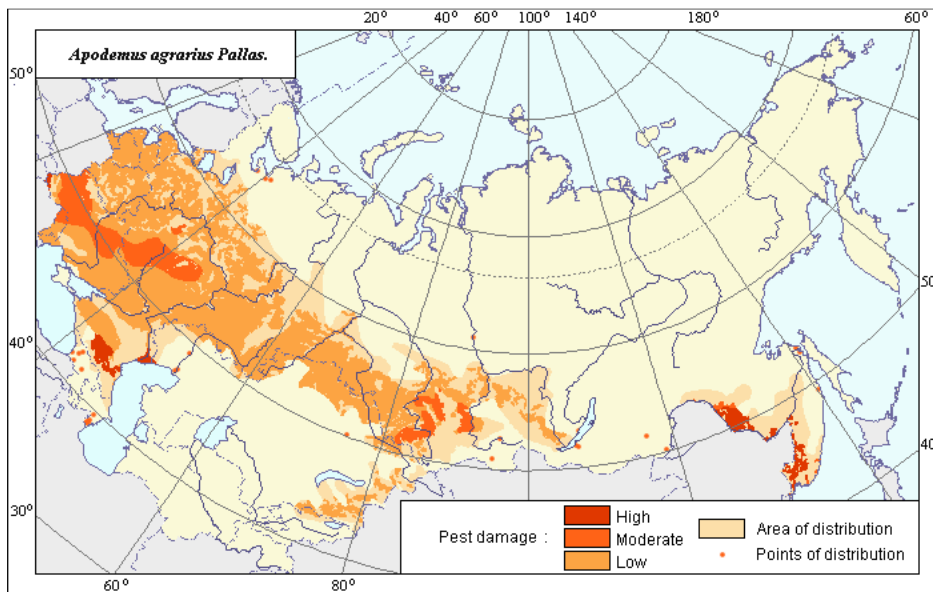 20° 40° 60° 100° 140° 180° 60°
Apodemus agrarius Pallas.
50°
50
40°
40
30°
60° 80°
Pest damage :
High
Moderate
Low
Area of distribution
Points of distribution